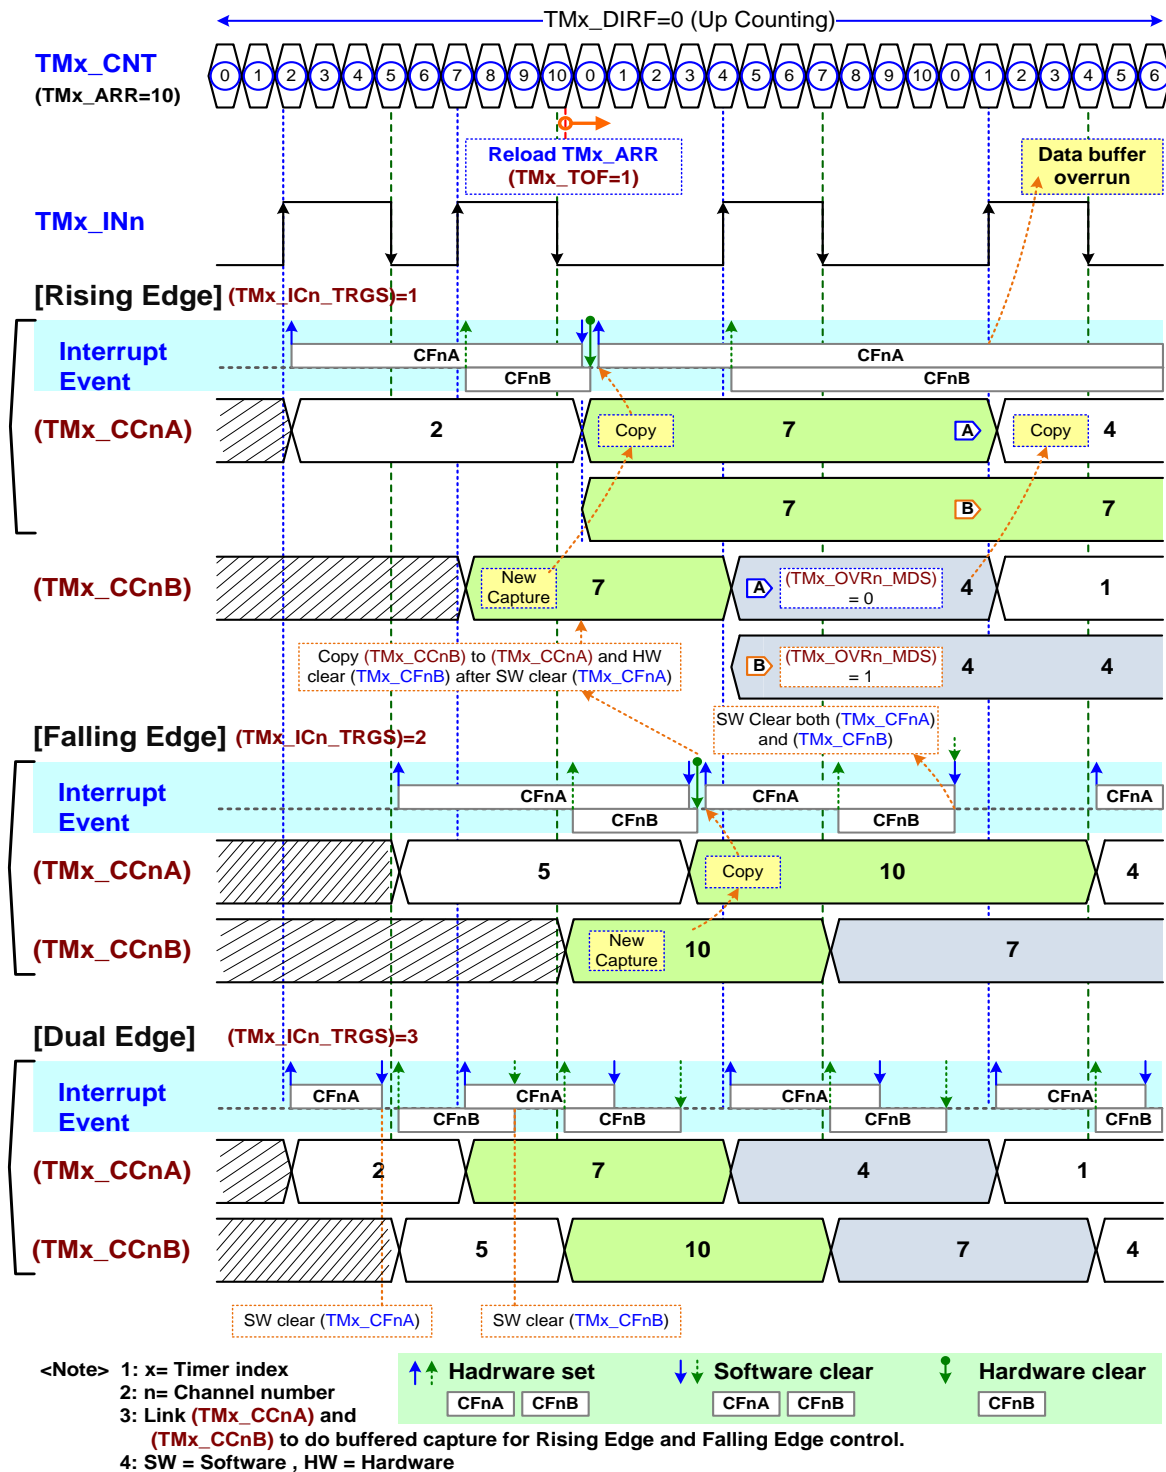 TMx_DIRF=0 (Up Counting)
TMx_CNT
(TMx_ARR=10)
0 1 2 3 4 5 6 7 8 9 10 0 1 2 3 4 5 6 7 8 9 10 0 1 2 3 4 5 6
Reload TMx_ARR
(TMx_TOF=1)
Data buffer
overrun
TMx_INn
[Rising Edge] (TMx_ICn_TRGS)=1
Interrupt
Event
CFnA CFnA
CFnB CFnB
(TMx_CCnA)
2 Copy 7 A Copy 4
7 B 7
(TMx_CCnB)
New
Capture
7 A (TMx_OVRn_MDS)
= 0
4 1
B (TMx_OVRn_MDS)
= 1
4 4
Copy (TMx_CCnB) to (TMx_CCnA) and HW
clear (TMx_CFnB) after SW clear (TMx_CFnA)
SW Clear both (TMx_CFnA)
and (TMx_CFnB)
[Falling Edge] (TMx_ICn_TRGS)=2
Interrupt
Event
CFnA CFnA CFnA
CFnB CFnB
(TMx_CCnA)
5 Copy 10 4
(TMx_CCnB)
New
Capture
10 7
[Dual Edge] (TMx_ICn_TRGS)=3
Interrupt
Event
CFnA CFnA CFnA CFnA
CFnB CFnB CFnB CFnB
(TMx_CCnA)
2 7 4 1
(TMx_CCnB)
5 10 7 4
SW clear (TMx_CFnA)
SW clear (TMx_CFnB)
<Note> 1: x= Timer index
2: n= Channel number
3: Link (TMx_CCnA) and
(TMx_CCnB) to do buffered capture for Rising Edge and Falling Edge control.
4: SW = Software , HW = Hardware
Hadrware set
CFnA CFnB
Software clear
CFnA CFnB
Hardware clear
CFnB